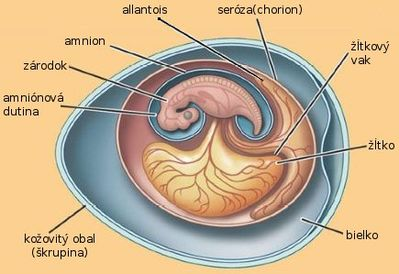 allantois
seróza(chorion)
amnion
žĺtkový
vak
zárodok
amniónová
dutina
žĺtko
kožovitý obal
(škrupina)
bielko